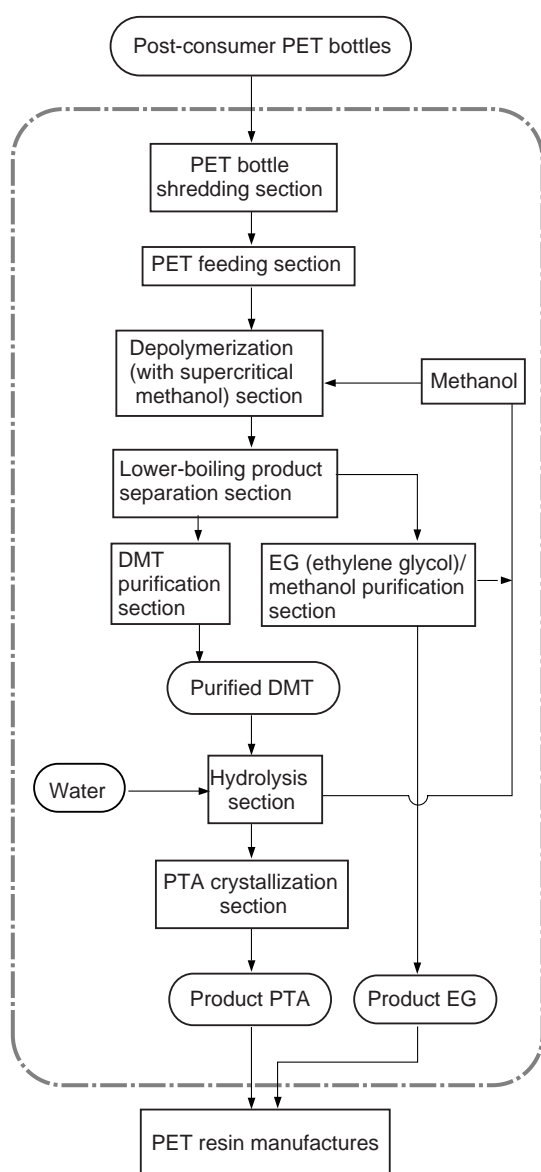 Post-consumer PET bottles
PET bottle
shredding section
PET feeding section
Depolymerization
(with supercritical
methanol) section
Methanol
Lower-boiling product
separation section
DMT
purification
section
EG (ethylene glycol)/
methanol purification
section
Purified DMT
Water
Hydrolysis
section
PTA crystallization
section
Product PTA
Product EG
PET resin manufactures